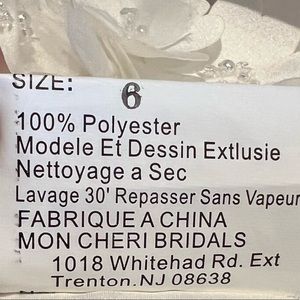 SIZE: 6
100% Polyester
Modele Et Dessin Extlusie
Nettoyage a Sec
Lavage 30' Repasser Sans Vapeur
FABRIQUE A CHINA
MON CHERI BRIDALS
1018 Whitehad Rd. Ext
Trenton.NJ 08638